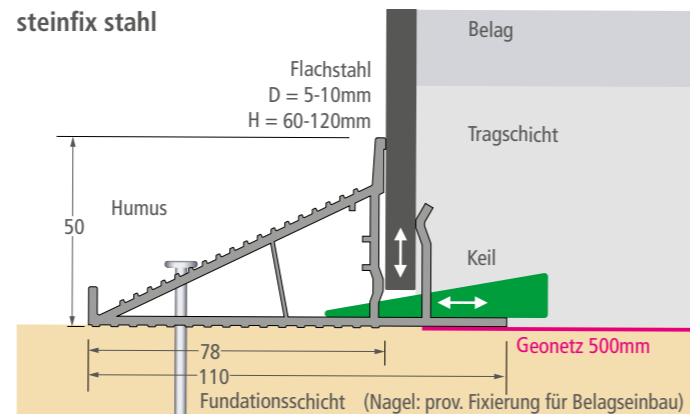 steinfix stahl
Belag
Flachstahl
D = 5-10mm
H = 60-120mm
Tragschicht
Humus
50
Keil
78
Geonetz 500mm
110
Fundationsschicht (Nagel: prov. Fixierung für Belagseinbau)